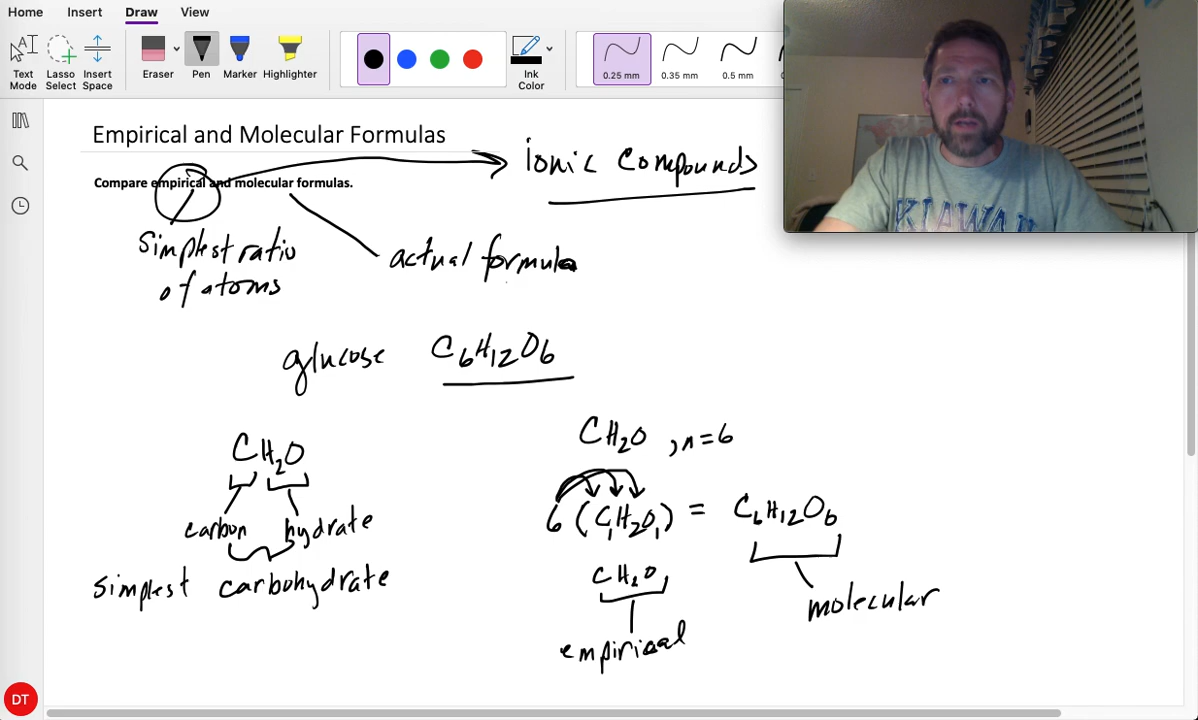 Home Insert Draw View
Text Mode
Lasso Select
Insert Space
Eraser
Pen
Marker
Highlighter
Ink Color
0.25 mm
0.35 mm
0.5 mm
Empirical and Molecular Formulas
Compare empirical and molecular formulas.
ionic compounds
simplest ratio
of atoms
actual formula
glucose C6H12O6
CH2O
carbon hydrate
simplest carbohydrate
CH2O , n=6
6 (C1H2O1) = C6H12O6
CH2O
empirical
molecular
DT